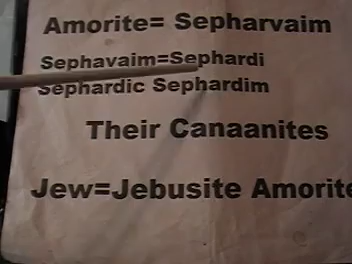 Amorite= Sepharvaim
Sephavaim=Sephardi
Sephardic Sephardim
Their Canaanites
Jew=Jebusite Amorite